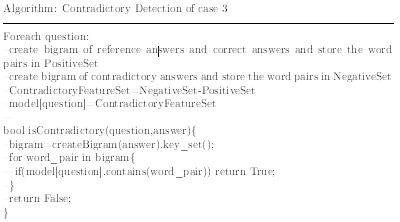 Algorithm: Contradictory Detection of case 3
Foreach question:
create bigram of reference answers and correct answers and store the word
pairs in PositiveSet
create bigram of contradictory answers and store the word pairs in NegativeSet
ContradictoryFeatureSet=NegativeSet-PositiveSet
model[question]=ContradictoryFeatureSet
bool isContradictory(question,answer){
bigram=createBigram(answer).key_set();
for word_pair in bigram{
if(model[question].contains(word_pair)) return True;
}
return False;
}